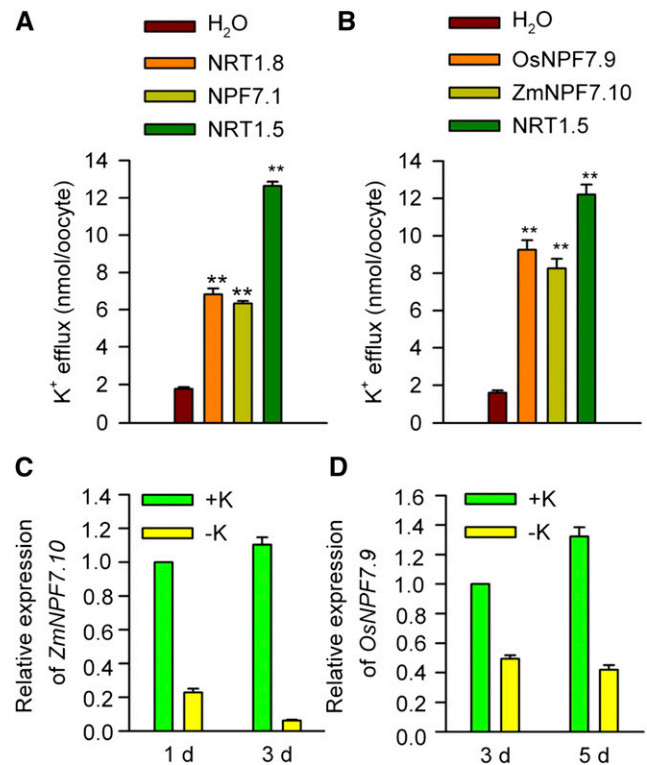 A
H₂O
NRT1.8
NPF7.1
NRT1.5
K⁺ efflux (nmol/oocyte)
14
12
10
8
6
4
2
0
**
**
**
B
H₂O
OsNPF7.9
ZmNPF7.10
NRT1.5
K⁺ efflux (nmol/oocyte)
14
12
10
8
6
4
2
0
**
**
**
C
+K
-K
Relative expression
of ZmNPF7.10
1.4
1.2
1.0
0.8
0.6
0.4
0.2
0.0
1 d
3 d
D
+K
-K
Relative expression
of OsNPF7.9
1.6
1.4
1.2
1.0
0.8
0.6
0.4
0.2
0.0
3 d
5 d